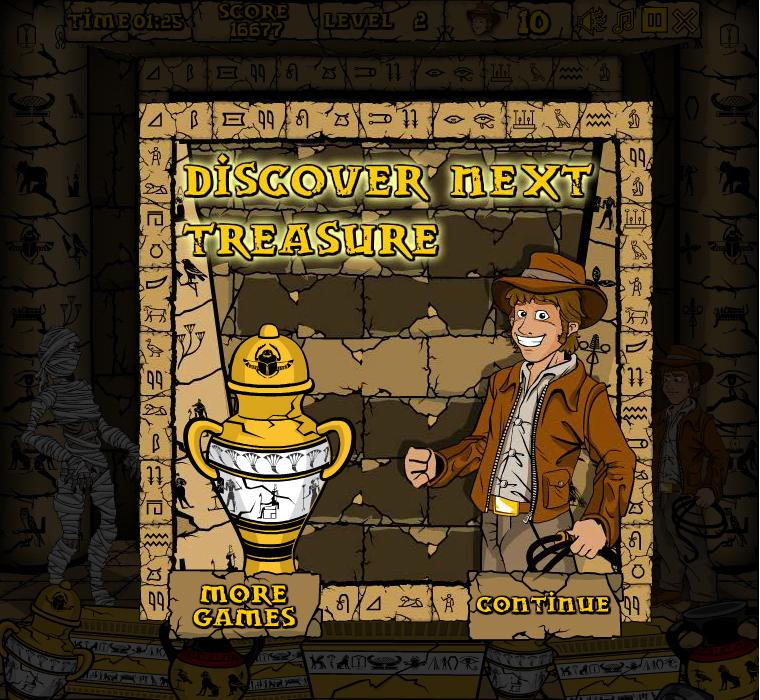 TIME 01:25
SCORE
16677
LEVEL 2
10
DISCOVER NEXT
TREASURE
MORE
GAMES
CONTINUE